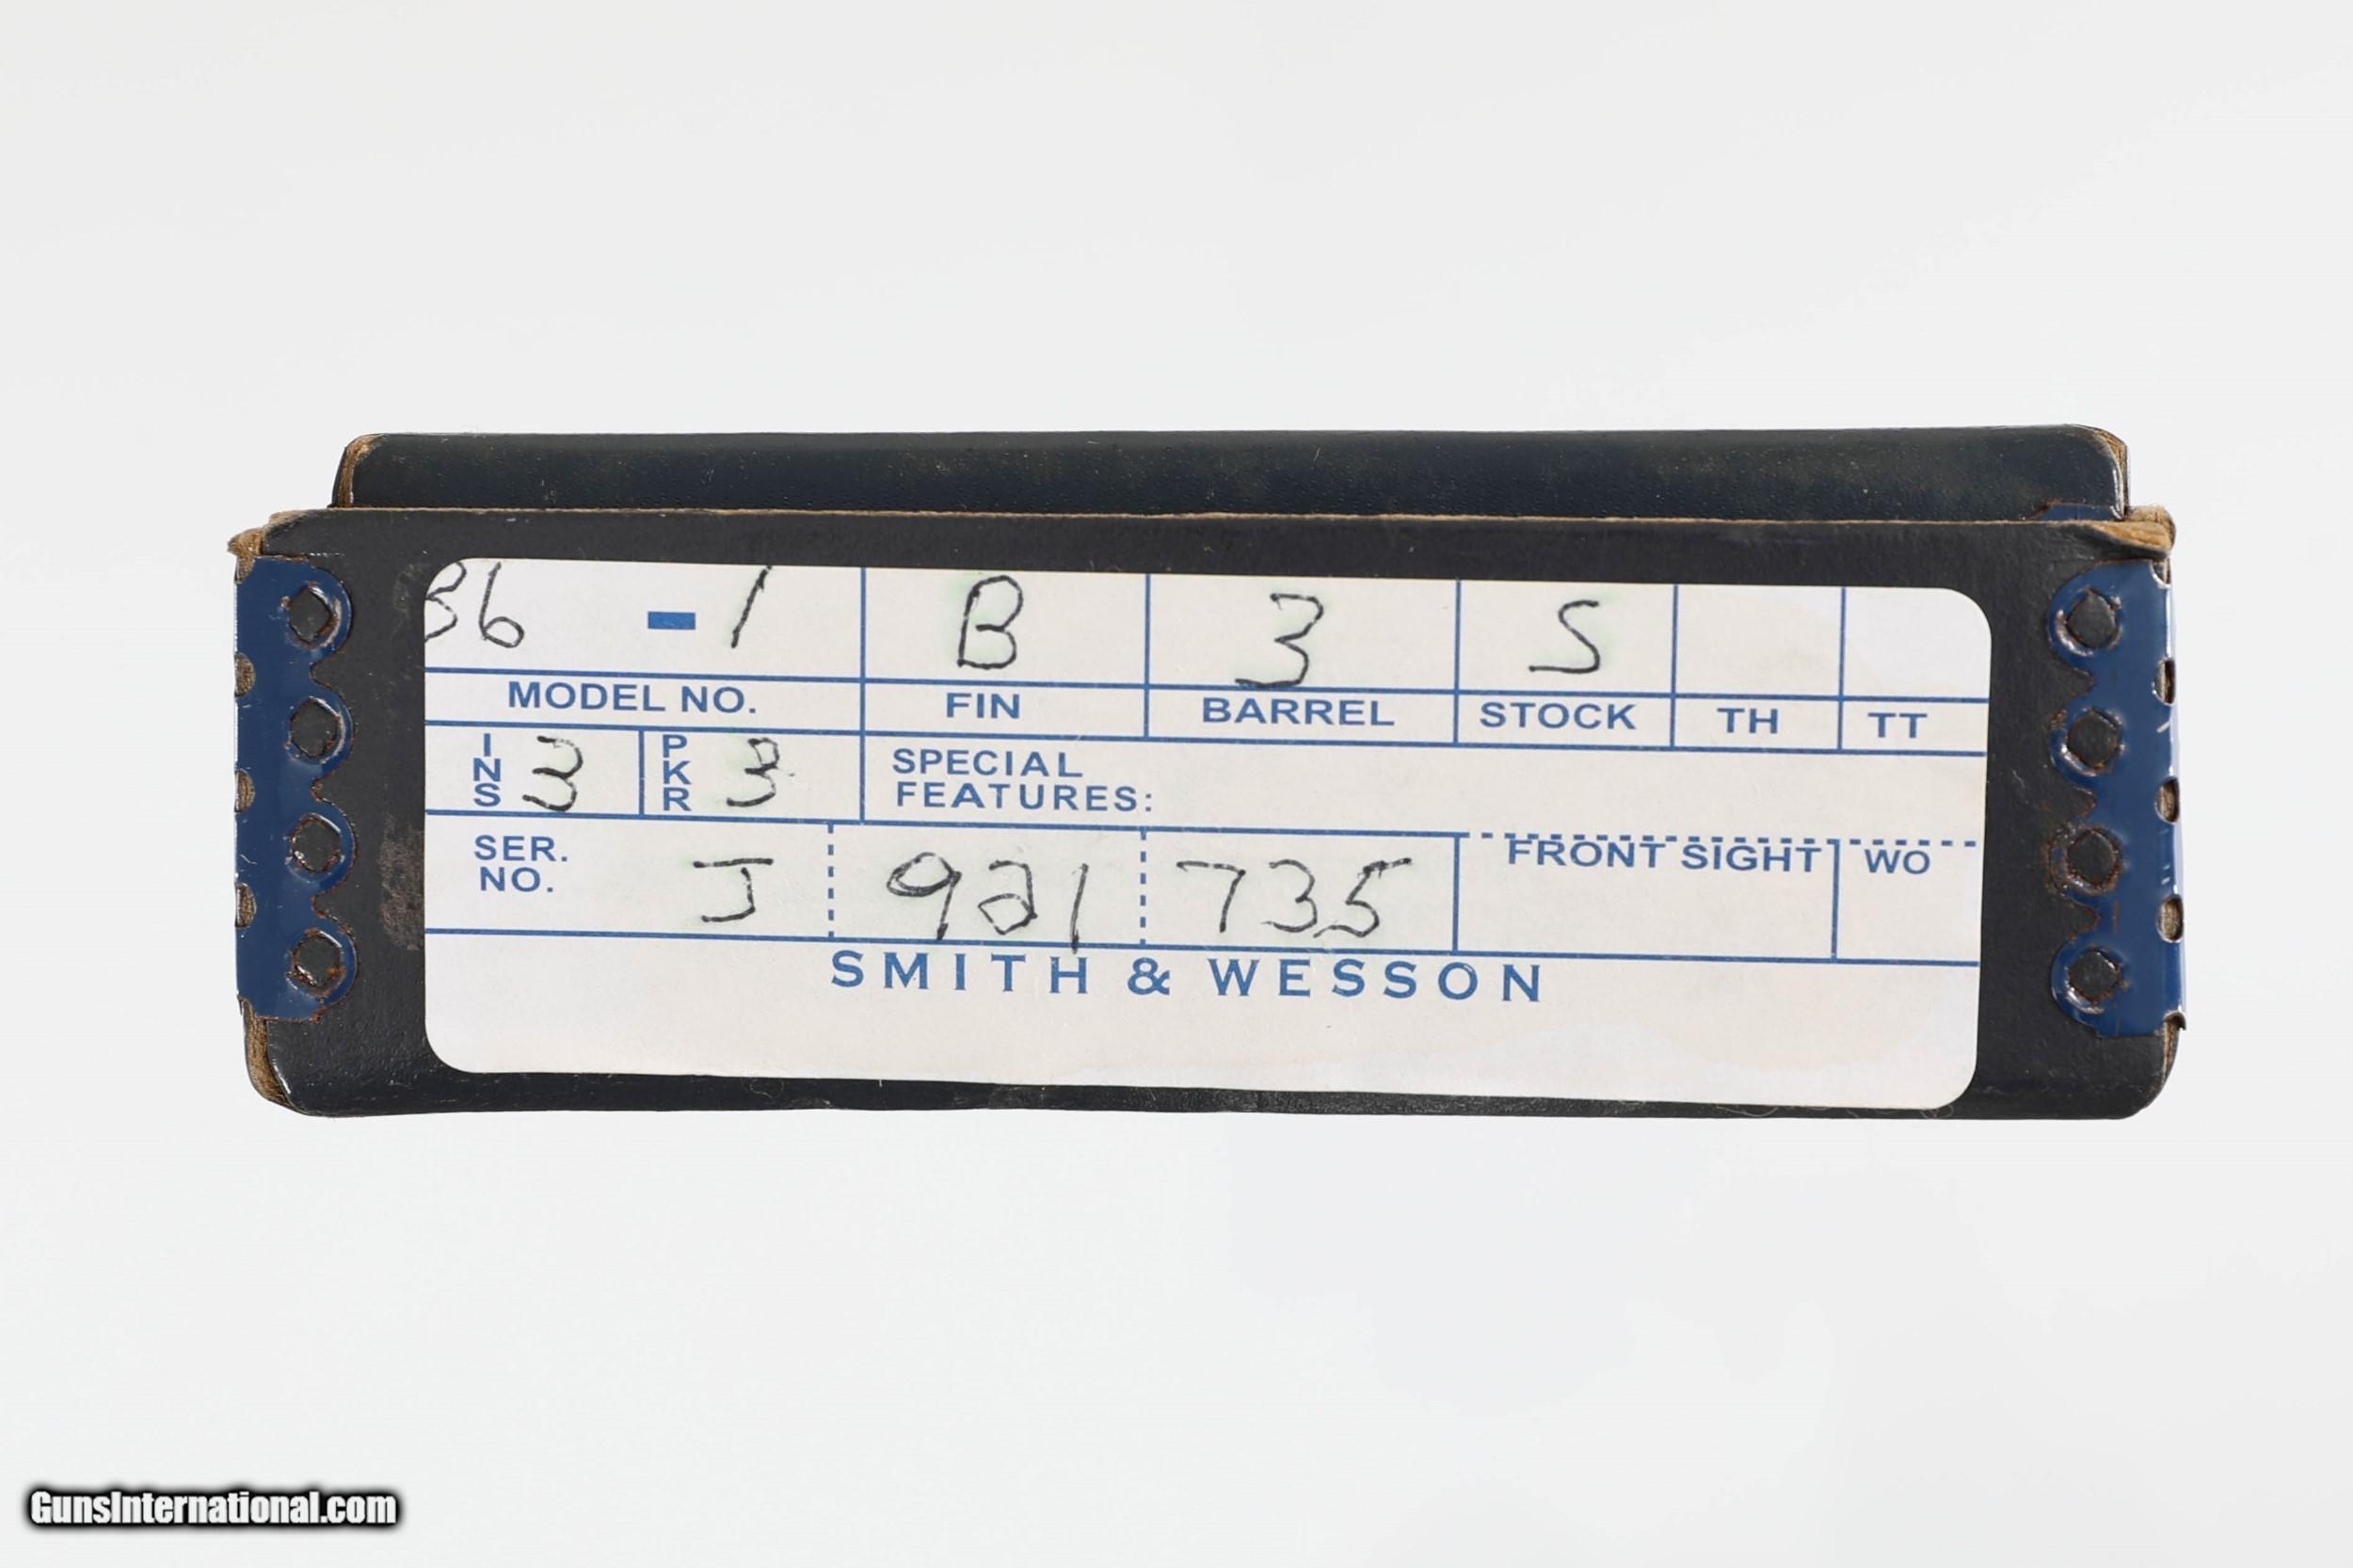 36 - 1 B 3 S
MODEL NO. FIN BARREL STOCK TH TT
INS 3 PKR 3 SPECIAL
FEATURES:
SER.
NO. J 921 735 FRONT SIGHT WO
SMITH & WESSON
GunsInternational.com